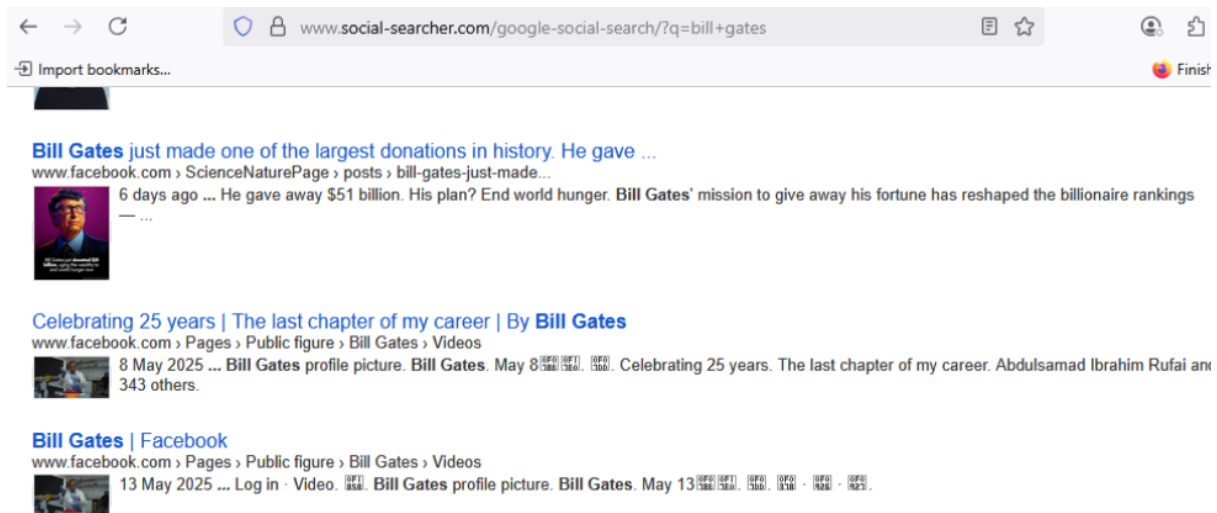 www.social-searcher.com/google-social-search/?q=bill+gates
Import bookmarks...
Finish
Bill Gates just made one of the largest donations in history. He gave ...
www.facebook.com › ScienceNaturePage › posts › bill-gates-just-made...
6 days ago ... He gave away $51 billion. His plan? End world hunger. Bill Gates' mission to give away his fortune has reshaped the billionaire rankings
— ...
Celebrating 25 years | The last chapter of my career | By Bill Gates
www.facebook.com › Pages › Public figure › Bill Gates › Videos
8 May 2025 ... Bill Gates profile picture. Bill Gates. May 8 . . Celebrating 25 years. The last chapter of my career. Abdulsamad Ibrahim Rufai and
343 others.
Bill Gates | Facebook
www.facebook.com › Pages › Public figure › Bill Gates › Videos
13 May 2025 ... Log in · Video. . Bill Gates profile picture. Bill Gates. May 13 . . · · .